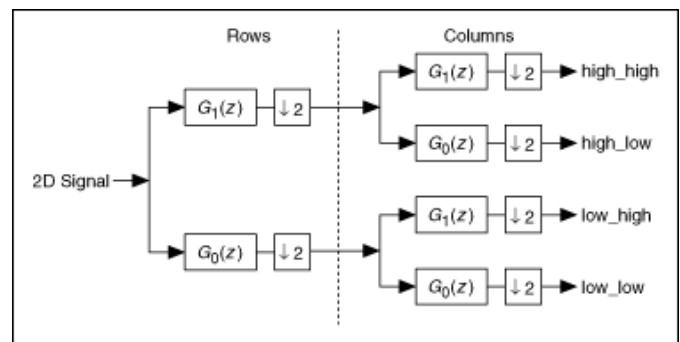 Rows Columns
G₁(z) ↓2 high_high
G₁(z) ↓2
G₀(z) ↓2 high_low
2D Signal
G₁(z) ↓2 low_high
G₀(z) ↓2
G₀(z) ↓2 low_low